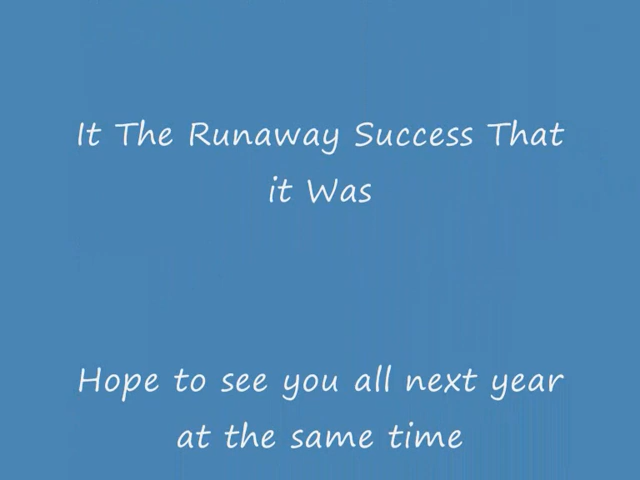 It The Runaway Success That
it Was
Hope to see you all next year
at the same time